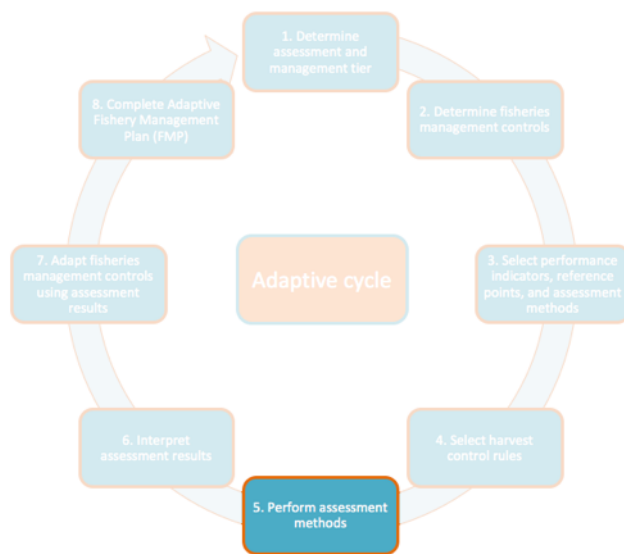 1. Determine
assessment and
management tier
2. Determine fisheries
management controls
3. Select performance
indicators, reference
points, and assessment
methods
4. Select harvest
control rules
5. Perform assessment
methods
6. Interpret
assessment results
7. Adapt fisheries
management controls
using assessment
results
8. Complete Adaptive
Fishery Management
Plan (FMP)
Adaptive cycle